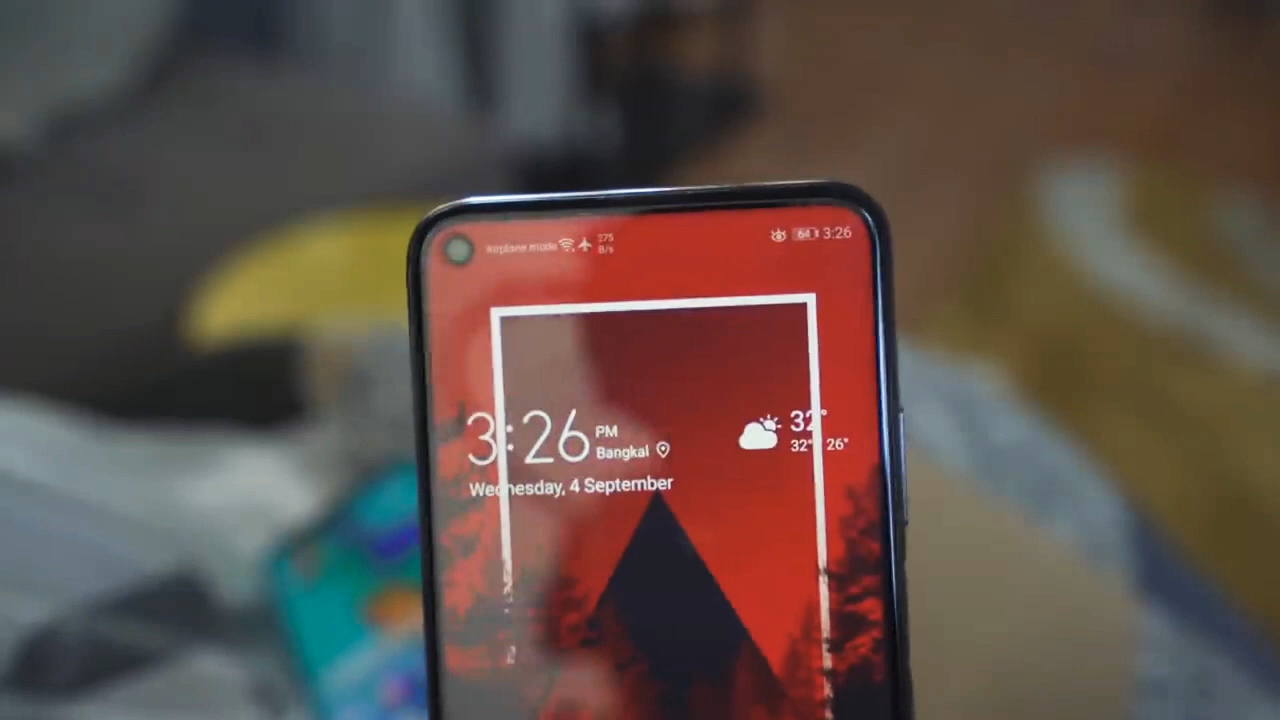 Airplane mode 275 B/s 64 3:26
3:26 PM
Bangkal
Wednesday, 4 September
32°
32° 26°